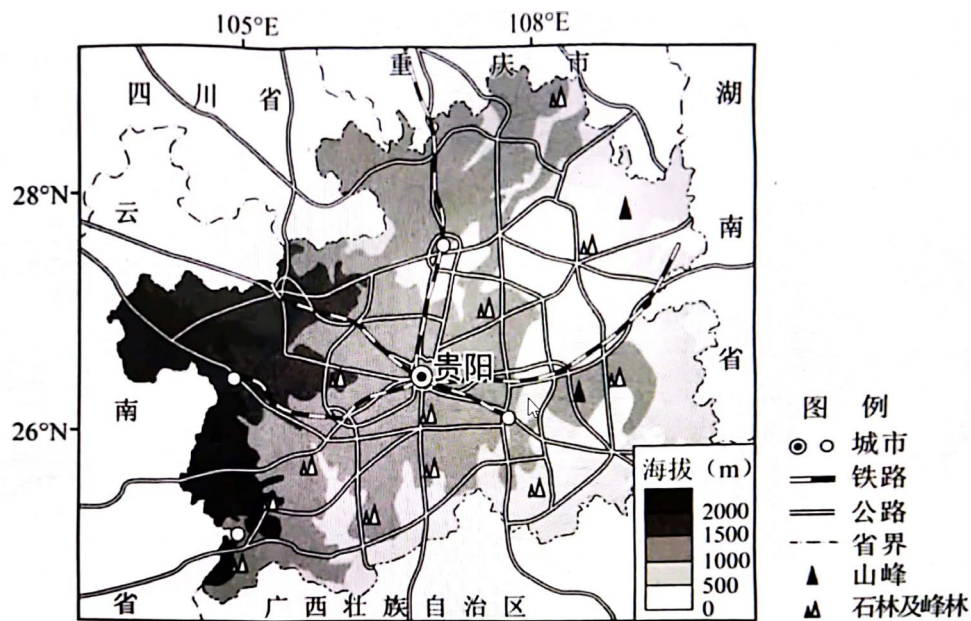 105°E 108°E
四川省 重庆市 湖
28°N
云
南
贵阳
省
南
26°N
海拔（m）
2000
1500
1000
500
0
省 广西壮族自治区
图 例
城市
铁路
公路
省界
山峰
石林及峰林